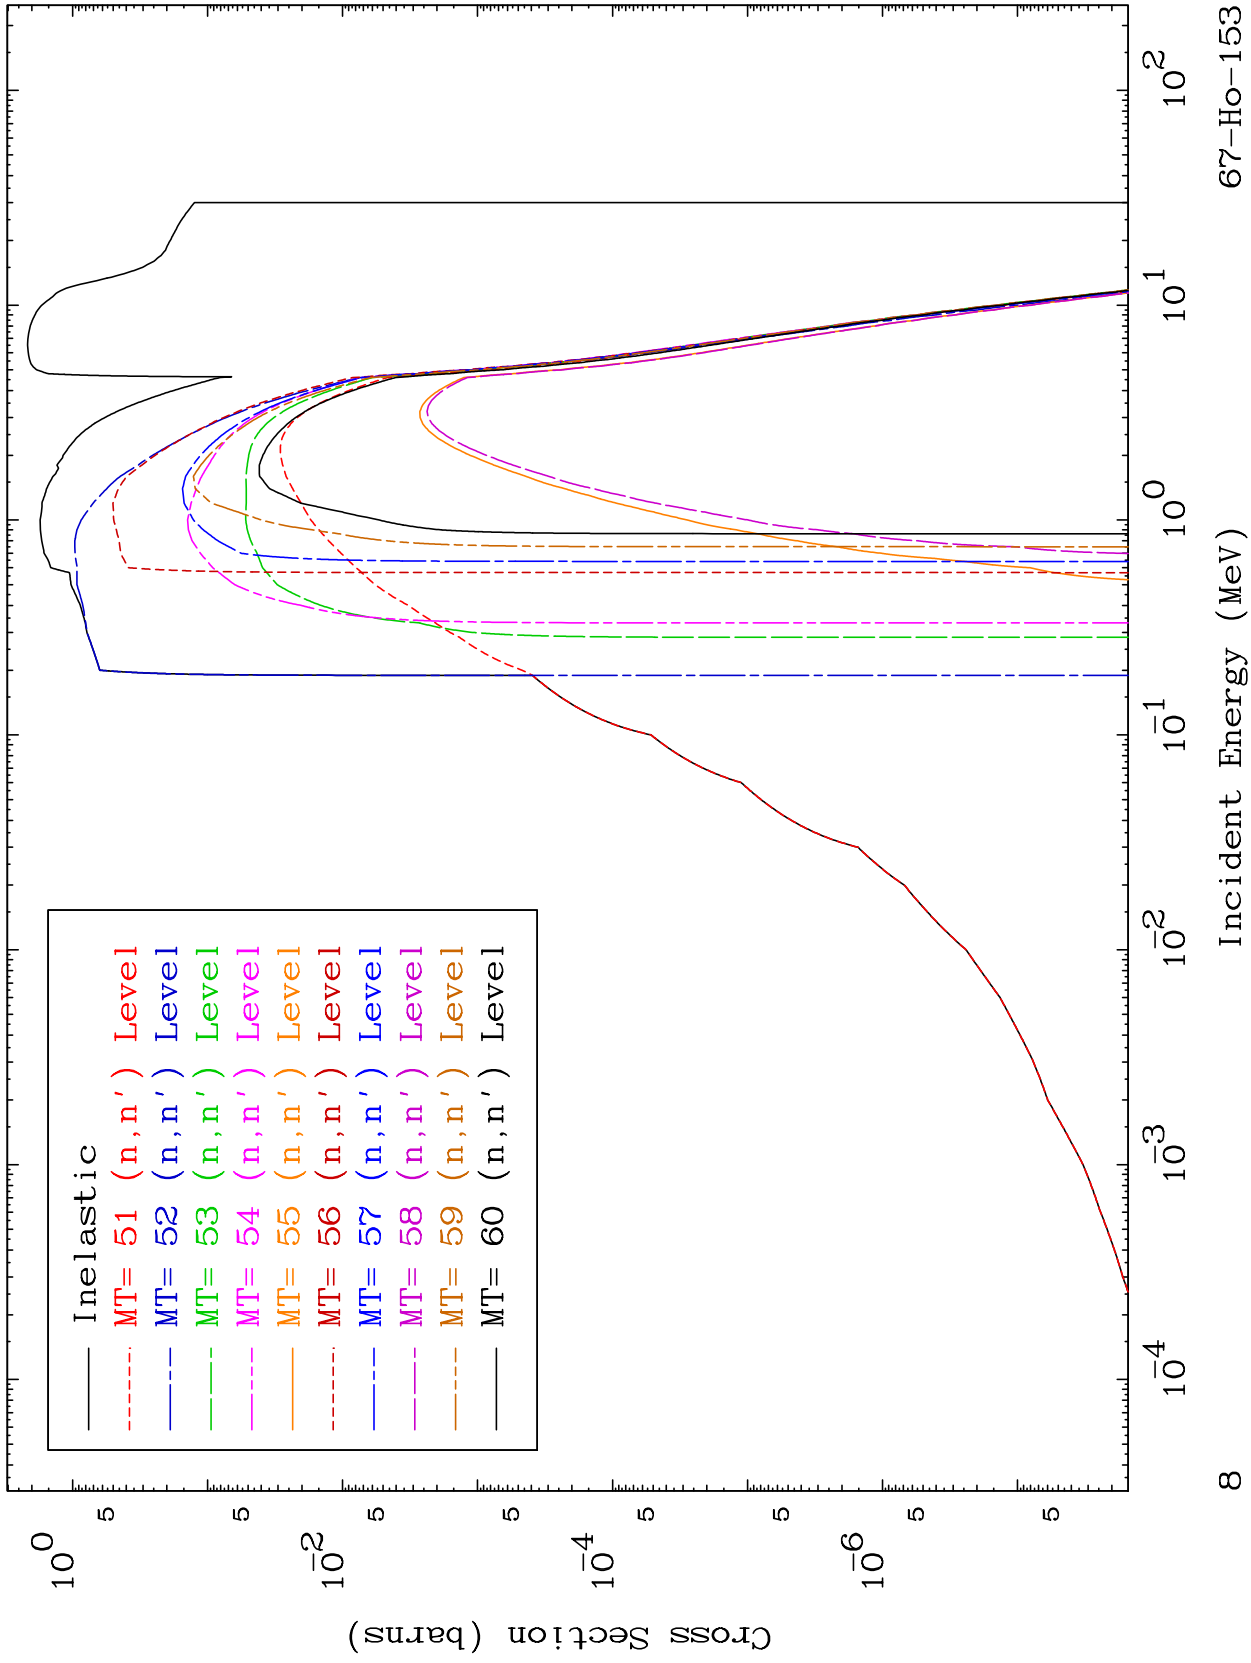 Cross Section (barns)
10^0
5
5
10^-2
5
5
10^-4
5
5
10^-6
5
5
Inelastic
MT= 51 (n,n') Level
MT= 52 (n,n') Level
MT= 53 (n,n') Level
MT= 54 (n,n') Level
MT= 55 (n,n') Level
MT= 56 (n,n') Level
MT= 57 (n,n') Level
MT= 58 (n,n') Level
MT= 59 (n,n') Level
MT= 60 (n,n') Level
10^-4
10^-3
10^-2
10^-1
10^0
10^1
10^2
8
Incident Energy (MeV)
67-Ho-153